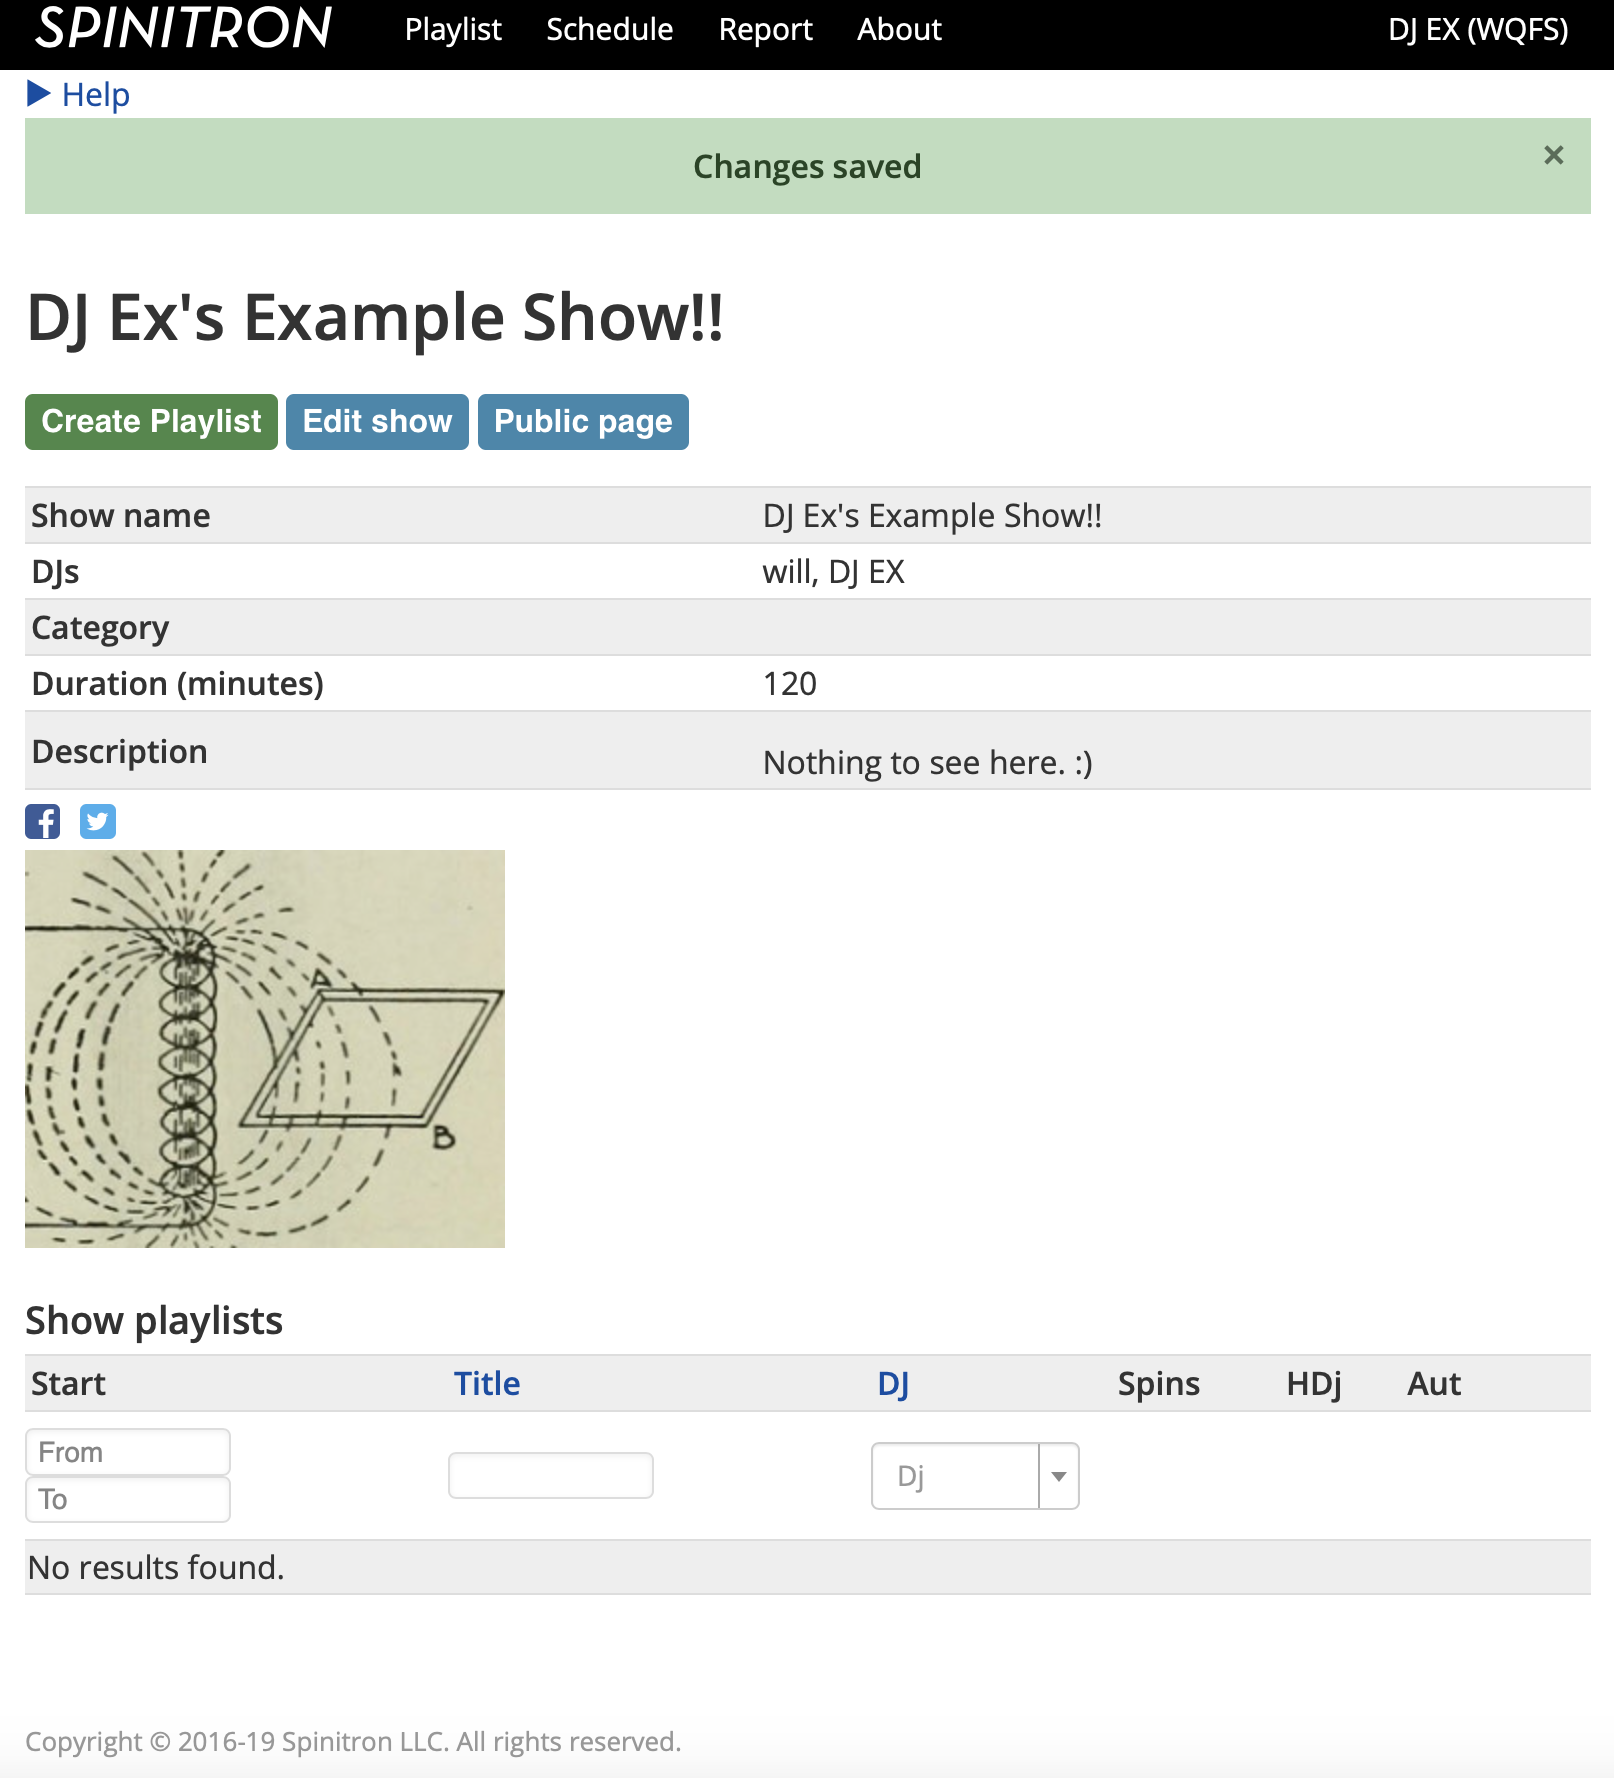 SPINITRON Playlist Schedule Report About DJ EX (WQFS)
▶ Help
Changes saved ×
DJ Ex's Example Show!!
Create Playlist Edit show Public page
Show name DJ Ex's Example Show!!
DJs will, DJ EX
Category
Duration (minutes) 120
Description Nothing to see here. :)
A
B
Show playlists
Start Title DJ Spins HDj Aut
From
To
Dj
No results found.
Copyright © 2016-19 Spinitron LLC. All rights reserved.